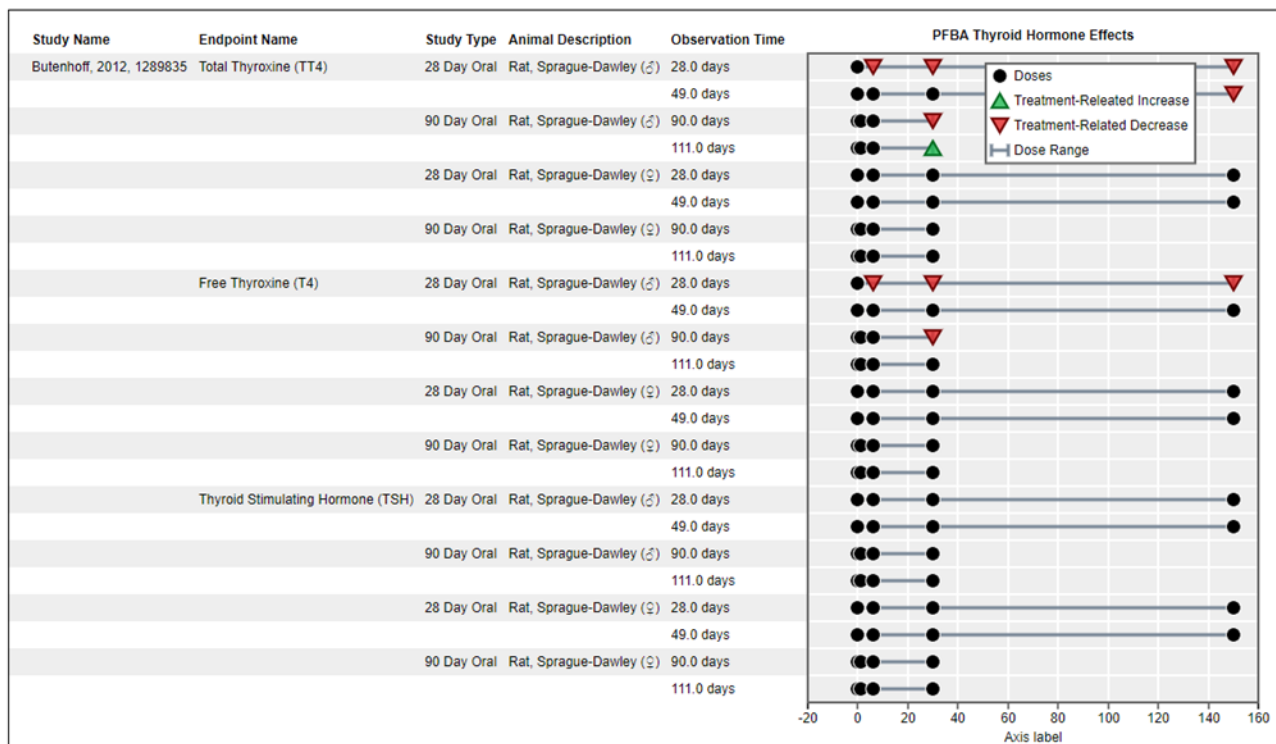 PFBA Thyroid Hormone Effects
Study Name Endpoint Name Study Type Animal Description Observation Time
Butenhoff, 2012, 1289835 Total Thyroxine (TT4) 28 Day Oral Rat, Sprague-Dawley (♂) 28.0 days
49.0 days
90 Day Oral Rat, Sprague-Dawley (♂) 90.0 days
111.0 days
28 Day Oral Rat, Sprague-Dawley (♀) 28.0 days
49.0 days
90 Day Oral Rat, Sprague-Dawley (♀) 90.0 days
111.0 days
Free Thyroxine (T4) 28 Day Oral Rat, Sprague-Dawley (♂) 28.0 days
49.0 days
90 Day Oral Rat, Sprague-Dawley (♂) 90.0 days
111.0 days
28 Day Oral Rat, Sprague-Dawley (♀) 28.0 days
49.0 days
90 Day Oral Rat, Sprague-Dawley (♀) 90.0 days
111.0 days
Thyroid Stimulating Hormone (TSH) 28 Day Oral Rat, Sprague-Dawley (♂) 28.0 days
49.0 days
90 Day Oral Rat, Sprague-Dawley (♂) 90.0 days
111.0 days
28 Day Oral Rat, Sprague-Dawley (♀) 28.0 days
49.0 days
90 Day Oral Rat, Sprague-Dawley (♀) 90.0 days
111.0 days
Doses
Treatment-Releated Increase
Treatment-Related Decrease
Dose Range
-20 0 20 40 60 80 100 120 140 160
Axis label